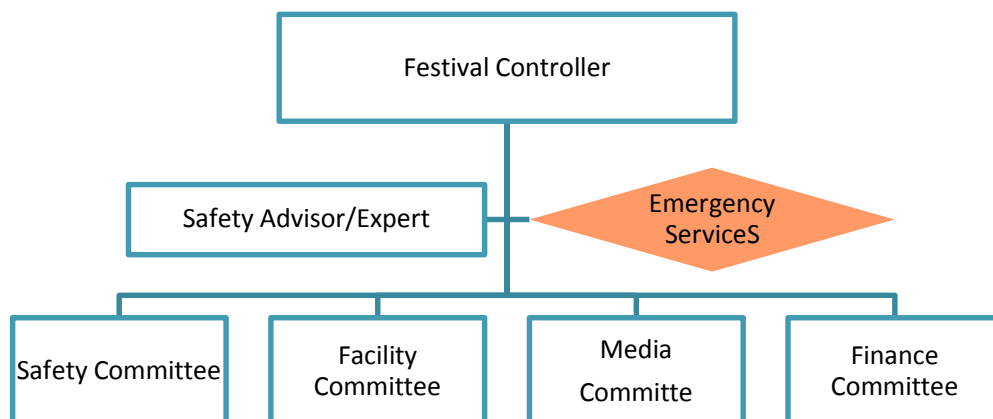 Festival Controller
Safety Advisor/Expert
Emergency
ServiceS
Safety Committee
Facility
Committee
Media
Committe
Finance
Committee